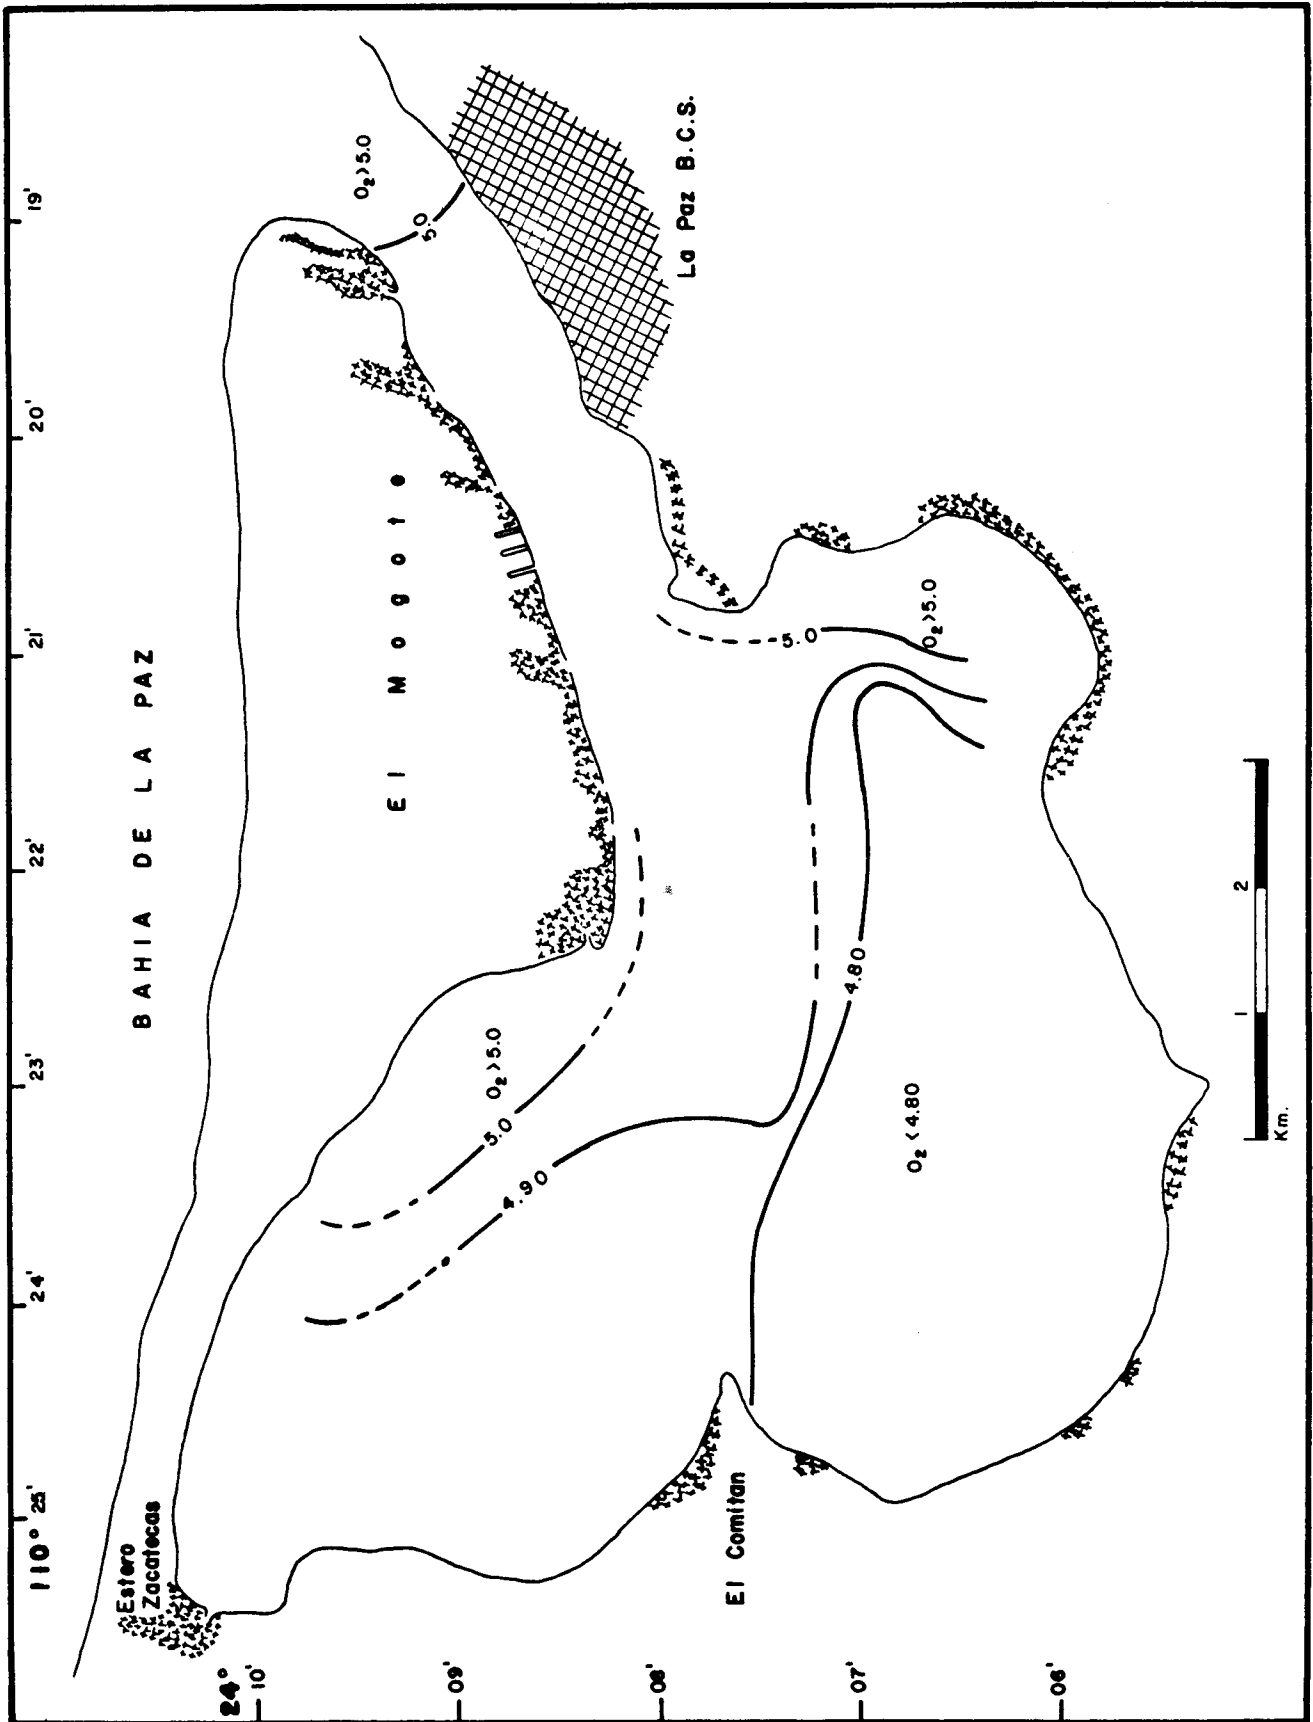 110° 25'
24'
23'
22'
21'
20'
19'
24°
10'
09'
08'
07'
06'
BAHIA DE LA PAZ
Estero
Zacatecas
El Mogote
O₂>5.0
5.0
La Paz B.C.S.
O₂>5.0
5.0
4.90
5.0
O₂>5.0
4.80
O₂<4.80
El Comitan
1
2
Km.